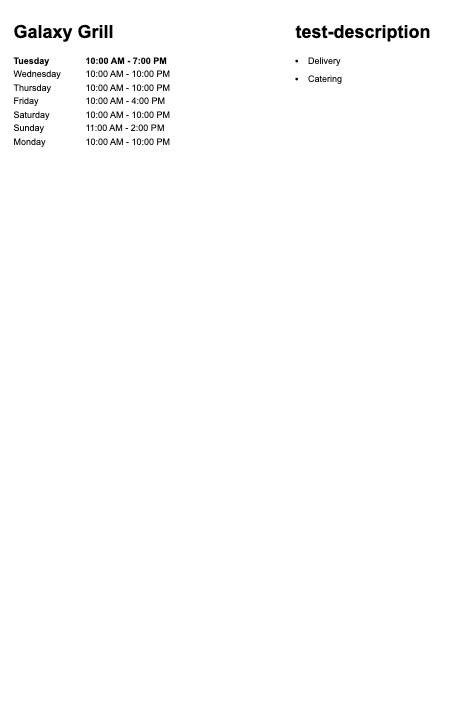 Galaxy Grill
Tuesday 10:00 AM - 7:00 PM
Wednesday 10:00 AM - 10:00 PM
Thursday 10:00 AM - 10:00 PM
Friday 10:00 AM - 4:00 PM
Saturday 10:00 AM - 10:00 PM
Sunday 11:00 AM - 2:00 PM
Monday 10:00 AM - 10:00 PM
test-description
• Delivery
• Catering